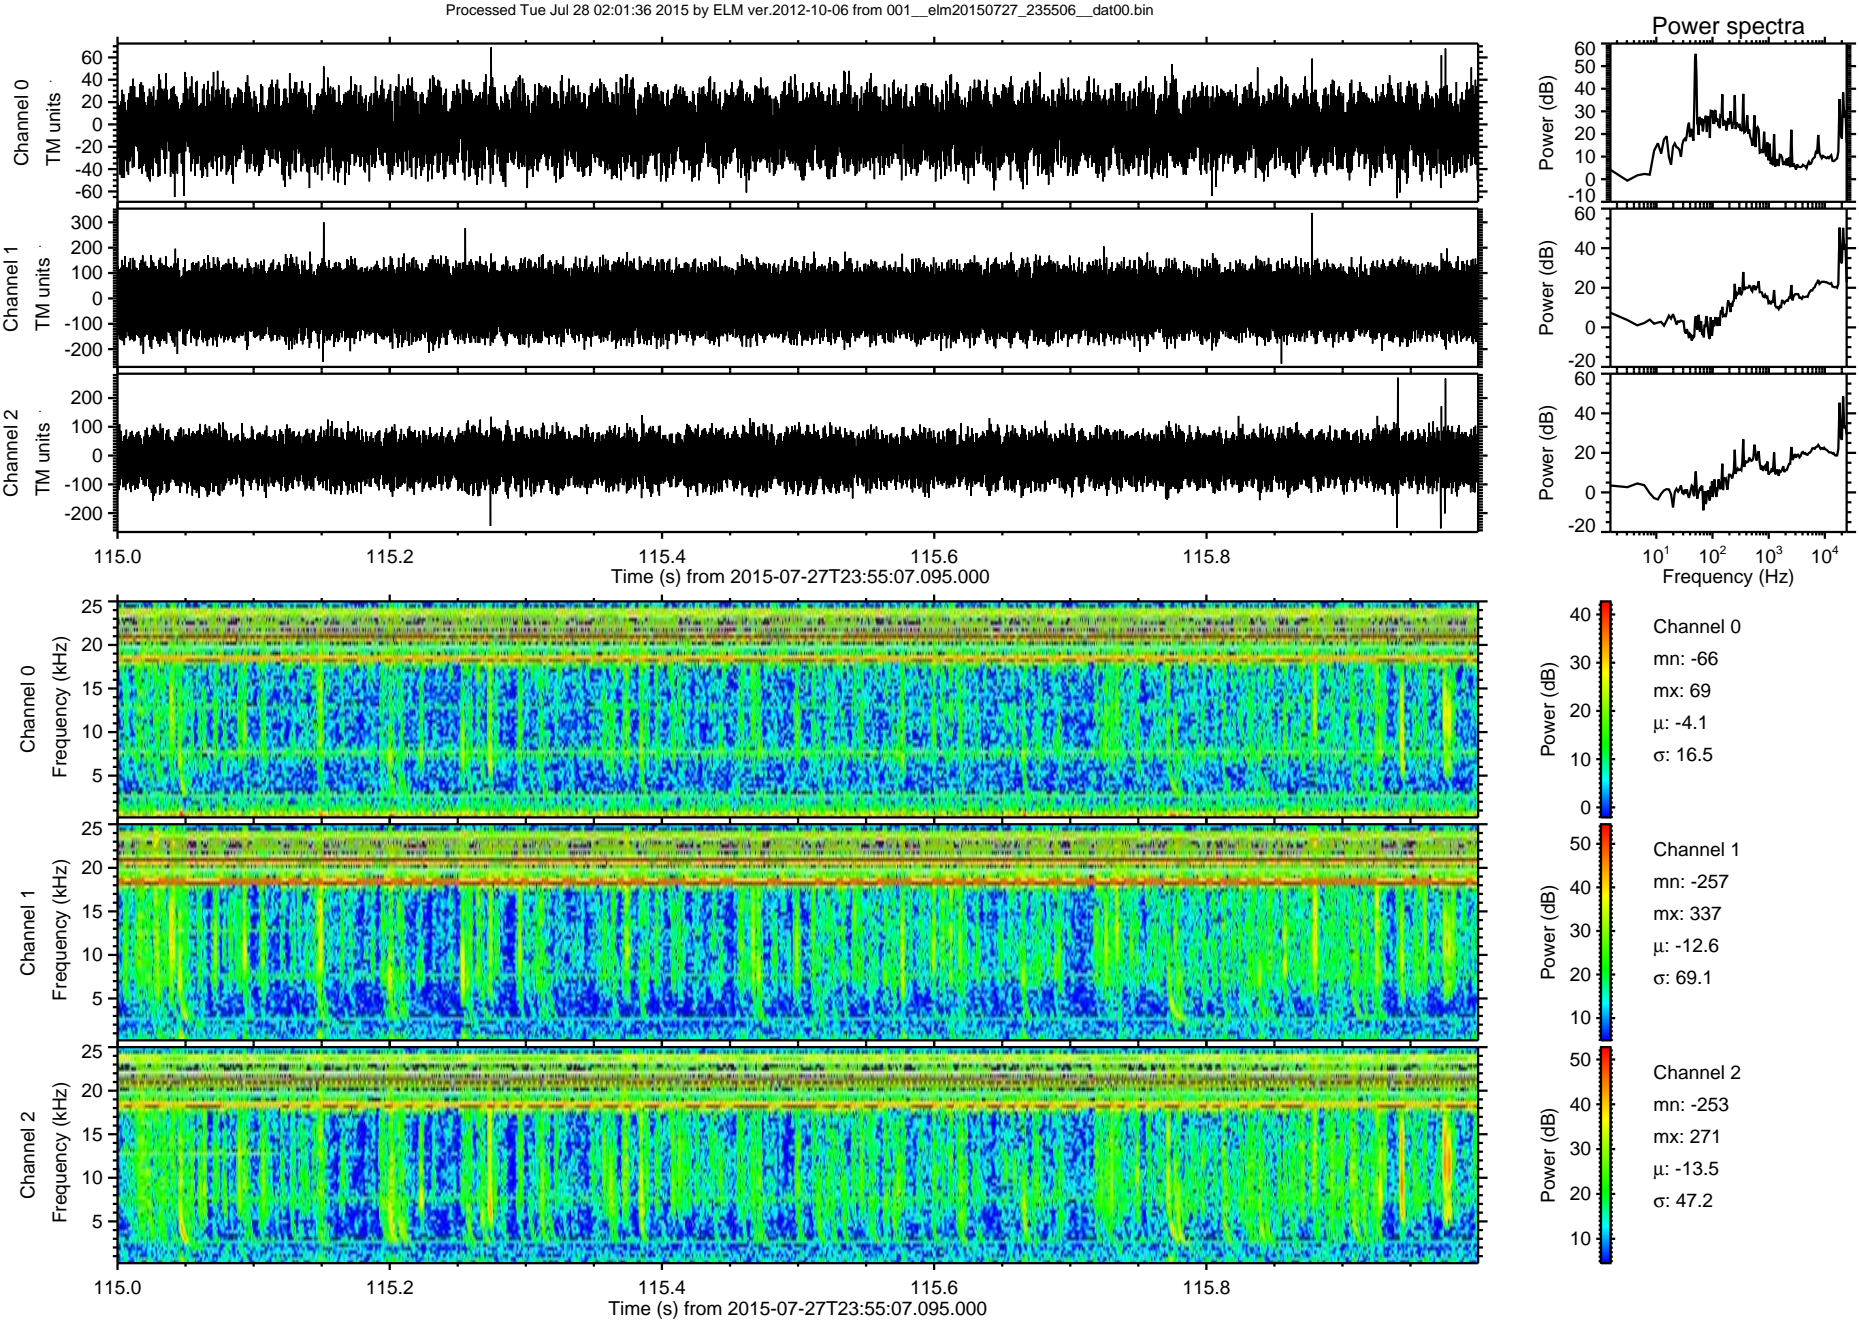 Processed Tue Jul 28 02:01:36 2015 by ELM ver.2012-10-06 from 001__elm20150727_235506__dat00.bin
Power spectra
Channel 0
TM units
60
40
20
0
-20
-40
-60
Power (dB)
60
50
40
30
20
10
0
-10
Channel 1
TM units
300
200
100
0
-100
-200
Power (dB)
60
40
20
0
-20
Channel 2
TM units
200
100
0
-100
-200
Power (dB)
60
40
20
0
-20
115.0 115.2 115.4 115.6 115.8
Time (s) from 2015-07-27T23:55:07.095.000
10^1 10^2 10^3 10^4
Frequency (Hz)
Channel 0
Frequency (kHz)
25
20
15
10
5
Power (dB)
40
30
20
10
0
Channel 0
mn: -66
mx: 69
μ: -4.1
σ: 16.5
Channel 1
Frequency (kHz)
25
20
15
10
5
Power (dB)
50
40
30
20
10
Channel 1
mn: -257
mx: 337
μ: -12.6
σ: 69.1
Channel 2
Frequency (kHz)
25
20
15
10
5
Power (dB)
50
40
30
20
10
Channel 2
mn: -253
mx: 271
μ: -13.5
σ: 47.2
115.0 115.2 115.4 115.6 115.8
Time (s) from 2015-07-27T23:55:07.095.000